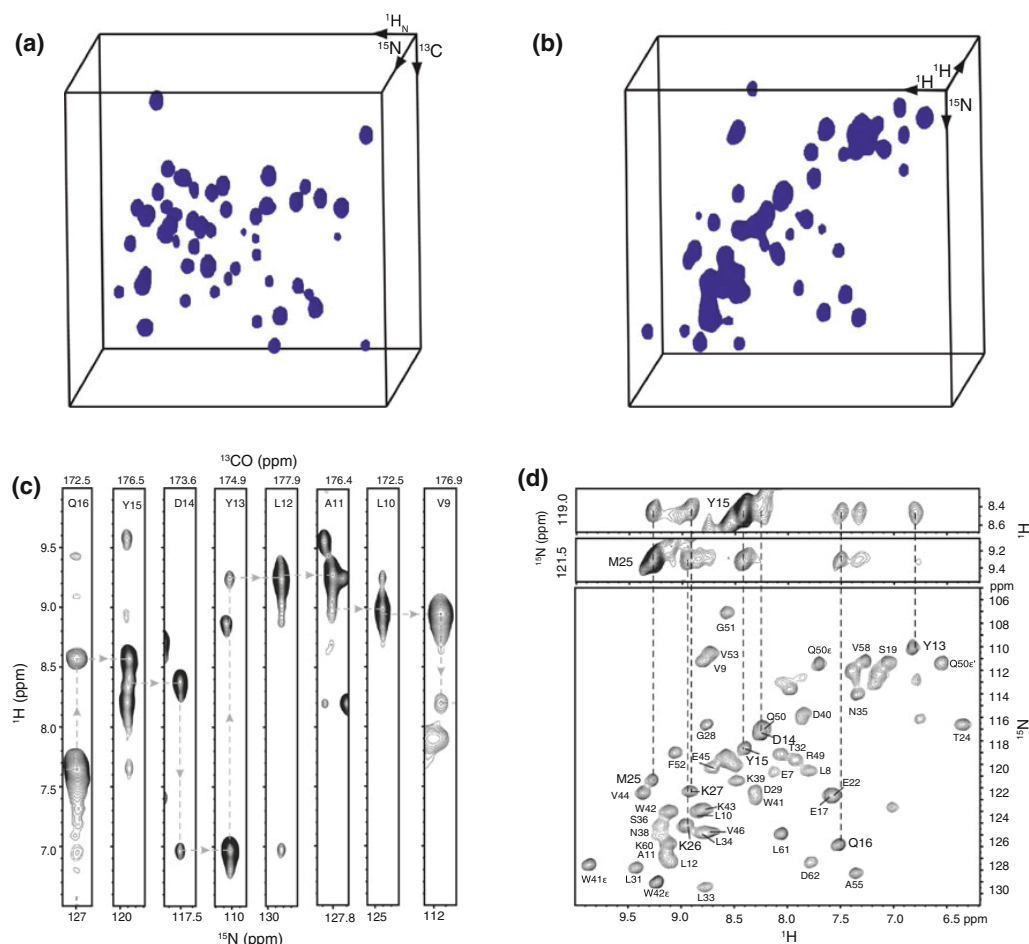 (a)
¹H_N
¹⁵N
¹³C
(b)
¹H
¹H
¹⁵N
(c)
¹³CO (ppm)
172.5 176.5 173.6 174.9 177.9 176.4 172.5 176.9
Q16 Y15 D14 Y13 L12 A11 L10 V9
9.5
9.0
8.5
8.0
7.5
7.0
¹H (ppm)
127 120 117.5 110 130 127.8 125 112
¹⁵N (ppm)
(d)
¹⁵N (ppm)
119.0
Y15
8.4
8.6
¹H
121.5
M25
9.2
9.4
ppm
106
G51
110
V53
V9
Q50ε
V58
S19
Y13
Q50ε'
114
N35
D40
G28
Q50
D14
T24
118
F52
E45
Y15
T32
R49
M25
K27
K39
E7
L8
120
V44
D29
W41
E22
E17
122
W42
K43
L10
S36
N38
V46
L34
K26
124
K60
A11
L12
L61
Q16
126
W41ε
L31
D62
A55
128
W42ε
L33
130
¹⁵N
9.5 9.0 8.5 8.0 7.5 7.0 6.5 ppm
¹H